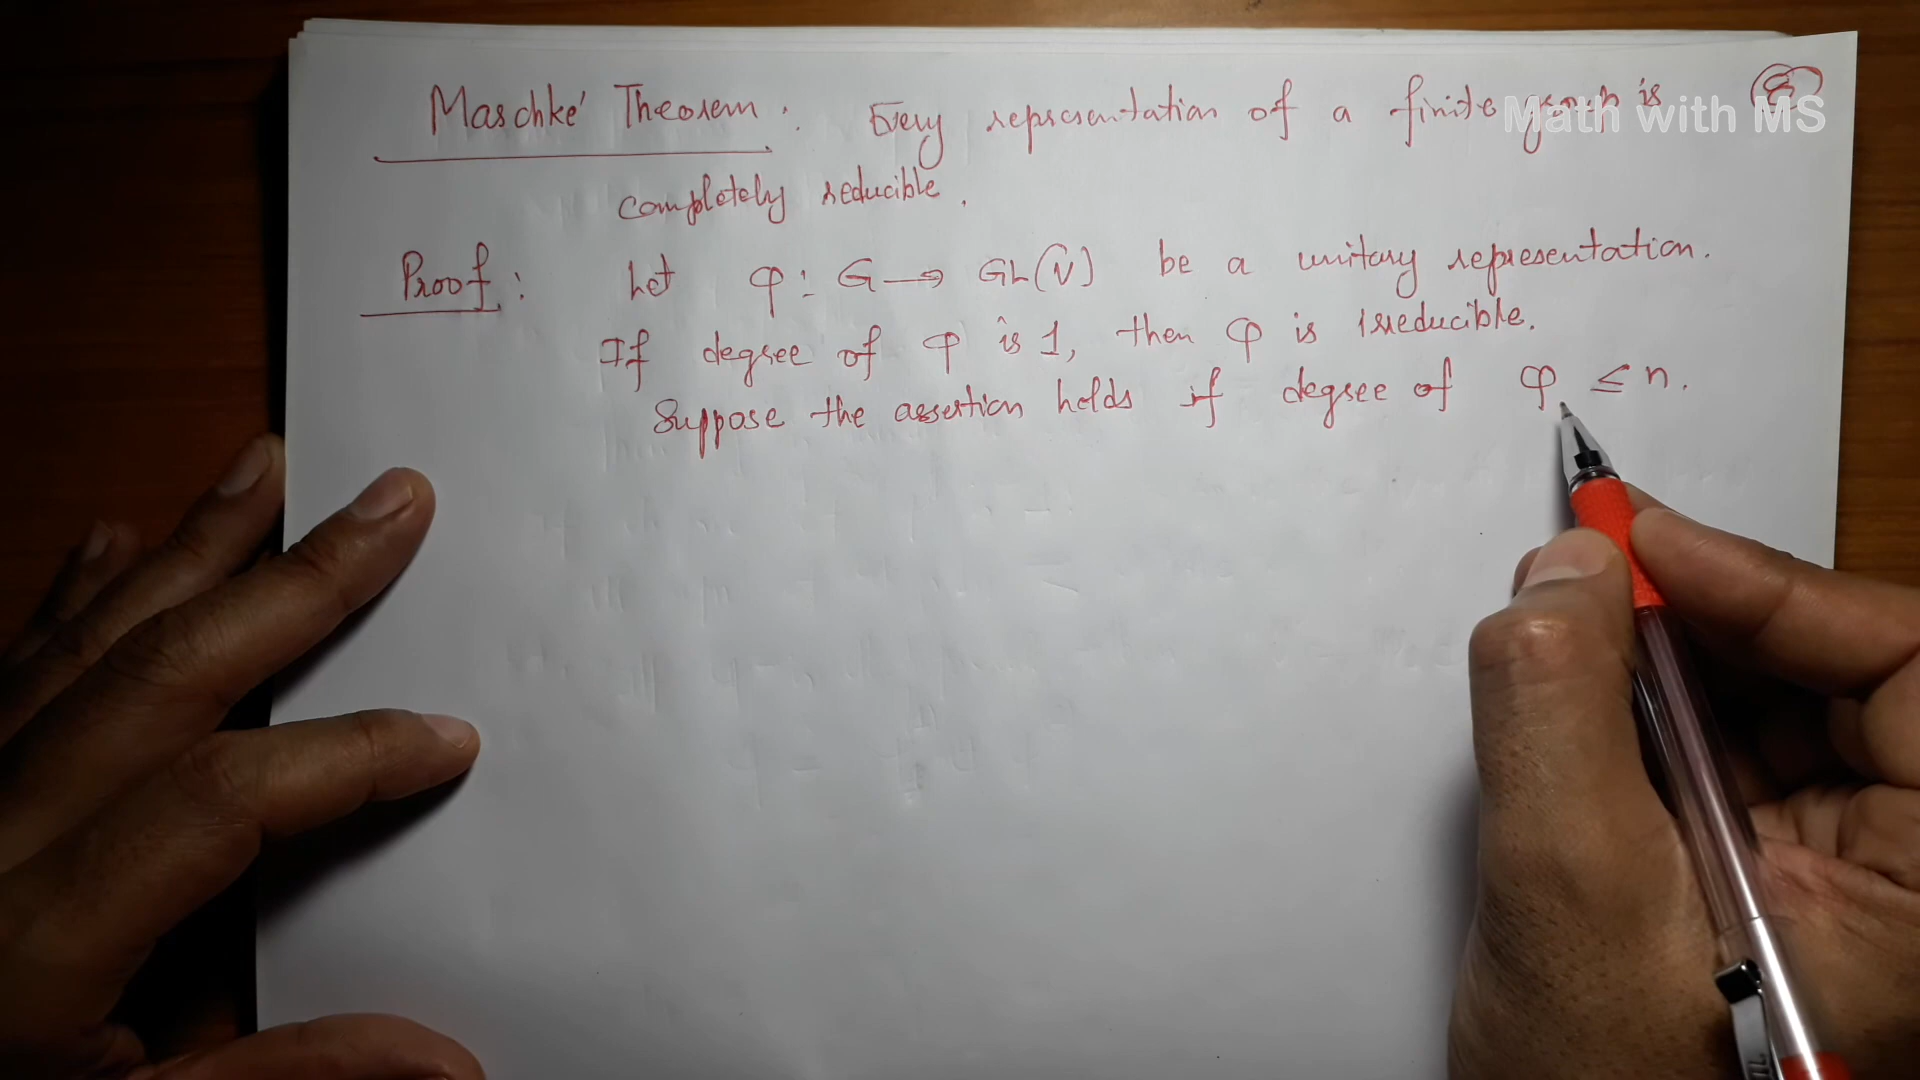 Maschke' Theorem : Every representation of a finite group is
Math with MS
completely reducible.
Proof : Let φ : G → GL(V) be a unitary representation.
If degree of φ is 1, then φ is irreducible.
Suppose the assertion holds if degree of φ ≤ n.